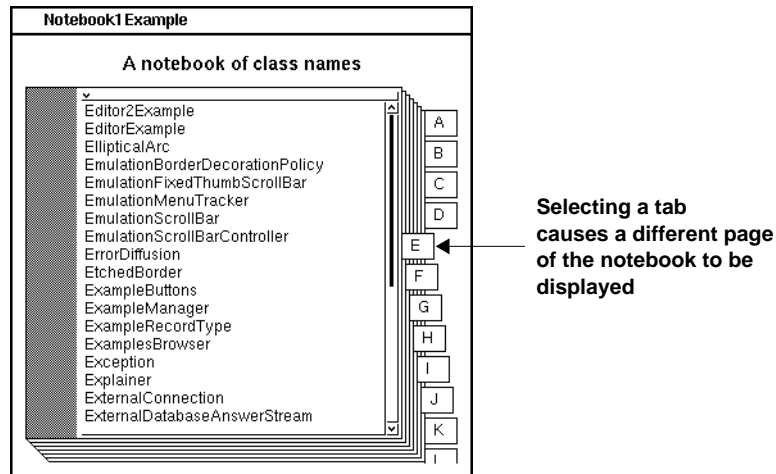 Notebook1 Example
A notebook of class names
Editor2Example
EditorExample
EllipticalArc
EmulationBorderDecorationPolicy
EmulationFixedThumbScrollBar
EmulationMenuTracker
EmulationScrollBar
EmulationScrollBarController
ErrorDiffusion
EtchedBorder
ExampleButtons
ExampleManager
ExampleRecordType
ExamplesBrowser
Exception
Explainer
ExternalConnection
ExternalDatabaseAnswerStream
A
B
C
D
E
F
G
H
I
J
K
Selecting a tab
causes a different page
of the notebook to be
displayed